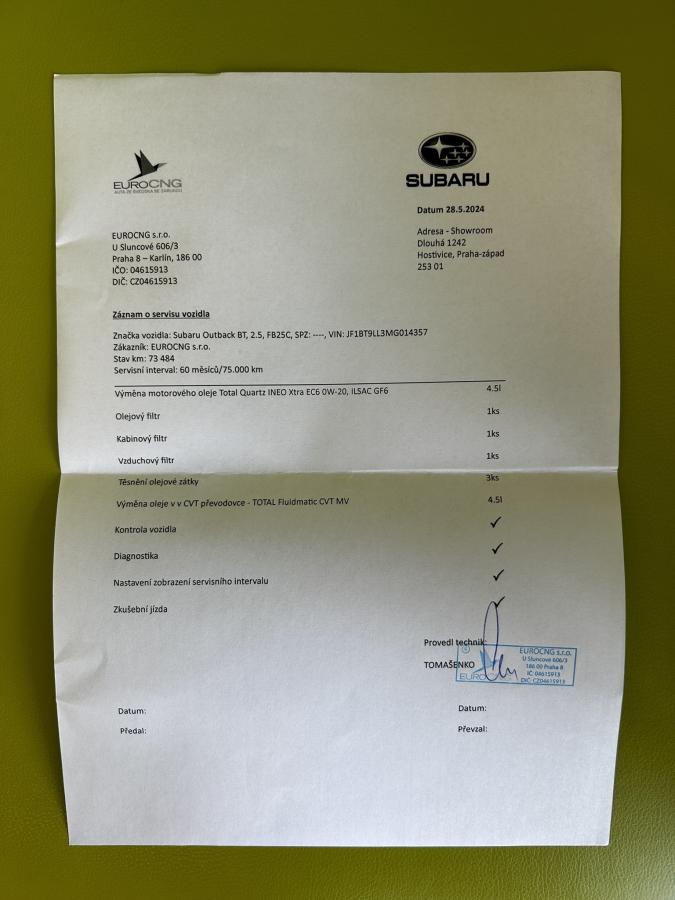 EUROCNG
AUTA ZE ŠVÉDSKA SE ZÁRUKOU
SUBARU
Datum 28.5.2024
EUROCNG s.r.o.
U Sluncové 606/3
Praha 8 – Karlín, 186 00
IČO: 04615913
DIČ: CZ04615913
Adresa - Showroom
Dlouhá 1242
Hostivice, Praha-západ
253 01
Záznam o servisu vozidla
Značka vozidla: Subaru Outback BT, 2.5, FB25C, SPZ: ----, VIN: JF1BT9LL3MG014357
Zákazník: EUROCNG s.r.o.
Stav km: 73 484
Servisní interval: 60 měsíců/75.000 km
Výměna motorového oleje Total Quartz INEO Xtra EC6 0W-20, ILSAC GF6 4.5l
Olejový filtr 1ks
Kabinový filtr 1ks
Vzduchový filtr 1ks
Těsnění olejové zátky 3ks
Výměna oleje v v CVT převodovce - TOTAL Fluidmatic CVT MV 4.5l
Kontrola vozidla ✓
Diagnostika ✓
Nastavení zobrazení servisního intervalu ✓
Zkušební jízda ✓
Provedl technik:
TOMAŠENKO
EUROCNG
EUROCNG s.r.o.
U Sluncové 606/3
186 00 Praha 8
IČ: 04615913
DIČ: CZ04615913
Datum: Datum:
Předal: Převzal: